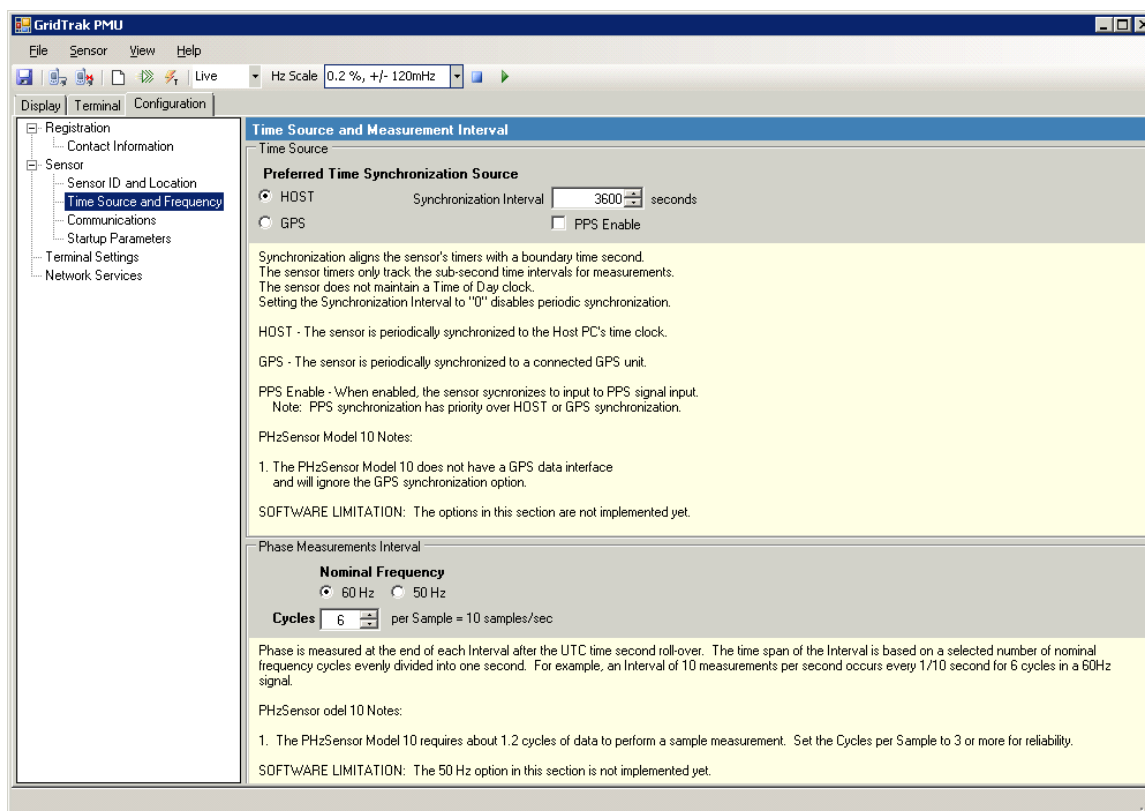 GridTrak PMU
File Sensor View Help
Live Hz Scale 0.2 %, +/- 120mHz
Display Terminal Configuration
Registration
Contact Information
Sensor
Sensor ID and Location
Time Source and Frequency
Communications
Startup Parameters
Terminal Settings
Network Services
Time Source and Measurement Interval
Time Source
Preferred Time Synchronization Source
HOST Synchronization Interval 3600 seconds
GPS PPS Enable
Synchronization aligns the sensor's timers with a boundary time second.
The sensor timers only track the sub-second time intervals for measurements.
The sensor does not maintain a Time of Day clock.
Setting the Synchronization Interval to "0" disables periodic synchronization.
HOST - The sensor is periodically synchronized to the Host PC's time clock.
GPS - The sensor is periodically synchronized to a connected GPS unit.
PPS Enable - When enabled, the sensor sycnronizes to input to PPS signal input.
Note: PPS synchronization has priority over HOST or GPS synchronization.
PHzSensor Model 10 Notes:
1. The PHzSensor Model 10 does not have a GPS data interface
and will ignore the GPS synchronization option.
SOFTWARE LIMITATION: The options in this section are not implemented yet.
Phase Measurements Interval
Nominal Frequency
60 Hz 50 Hz
Cycles 6 per Sample = 10 samples/sec
Phase is measured at the end of each Interval after the UTC time second roll-over. The time span of the Interval is based on a selected number of nominal
frequency cycles evenly divided into one second. For example, an Interval of 10 measurements per second occurs every 1/10 second for 6 cycles in a 60Hz
signal.
PHzSensor odel 10 Notes:
1. The PHzSensor Model 10 requires about 1.2 cycles of data to perform a sample measurement. Set the Cycles per Sample to 3 or more for reliability.
SOFTWARE LIMITATION: The 50 Hz option in this section is not implemented yet.